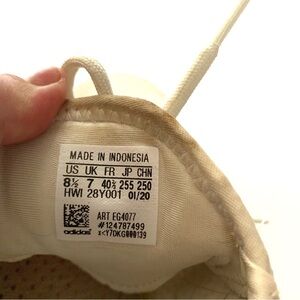 MADE IN INDONESIA
US UK FR JP CHN
8½ 7 40⅔ 255 250
HWI 28Y001 01/20
ART EG4077
#124787499
adidas x<Y7DKG000139